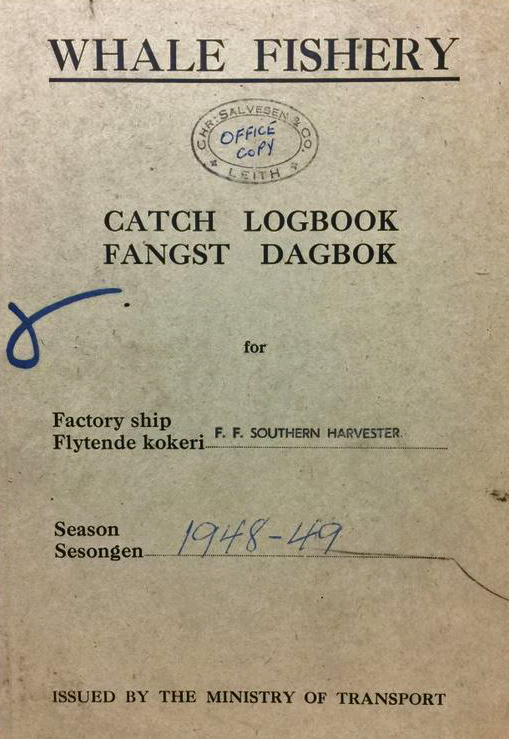 WHALE FISHERY
CHR. SALVESEN & CO.
OFFICE
COPY
LEITH
CATCH LOGBOOK
FANGST DAGBOK
for
Factory ship
Flytende kokeri F. F. SOUTHERN HARVESTER
Season
Sesongen 1948-49
ISSUED BY THE MINISTRY OF TRANSPORT